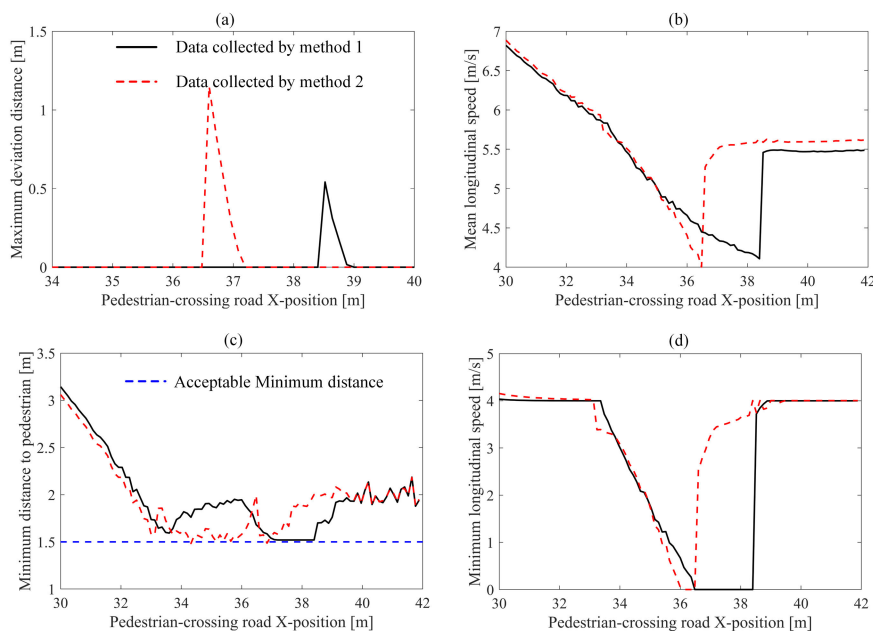 (a)
1.5
1
0.5
0
Maximum deviation distance [m]
Data collected by method 1
Data collected by method 2
34 35 36 37 38 39 40
Pedestrian-crossing road X-position [m]
(b)
7
6.5
6
5.5
5
4.5
4
Mean longitudinal speed [m/s]
30 32 34 36 38 40 42
Pedestrian-crossing road X-position [m]
(c)
3.5
3
2.5
2
1.5
1
Minimum distance to pedestrian [m]
Acceptable Minimum distance
30 32 34 36 38 40 42
Pedestrian-crossing road X-position [m]
(d)
5
4
3
2
1
0
Minimum longitudinal speed [m/s]
30 32 34 36 38 40 42
Pedestrian-crossing road X-position [m]